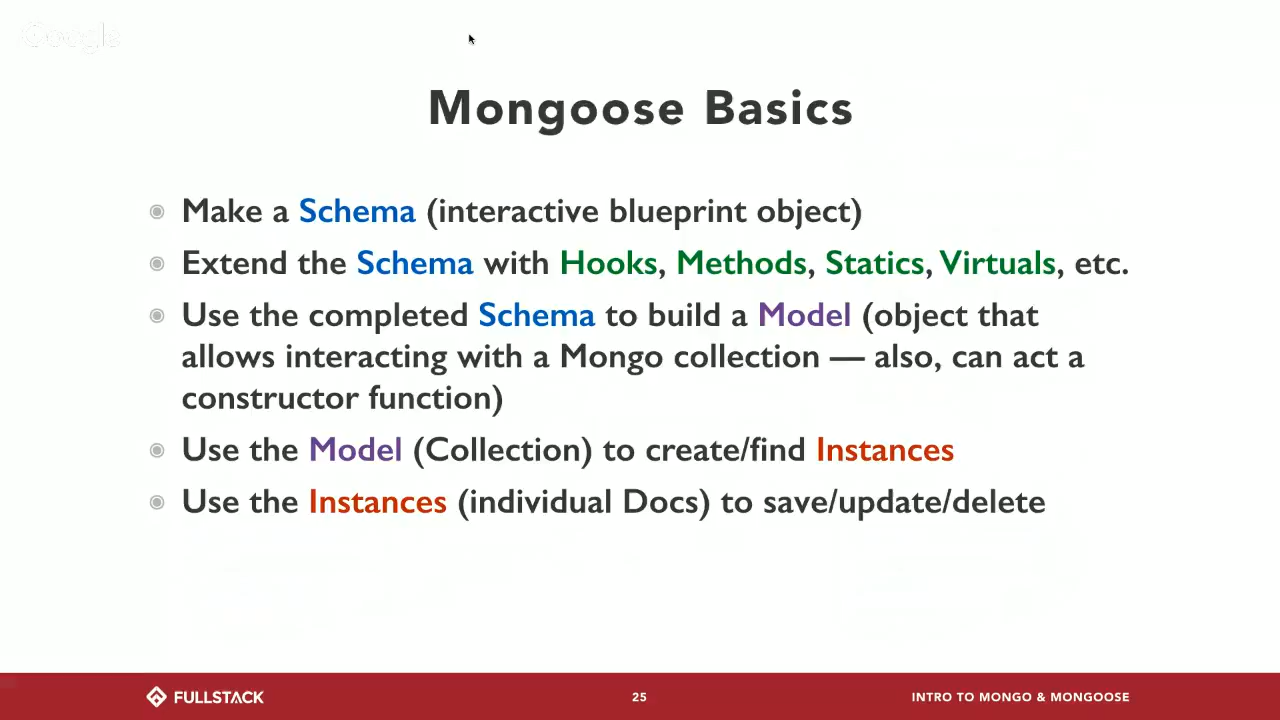 Google
Mongoose Basics
Make a Schema (interactive blueprint object)
Extend the Schema with Hooks, Methods, Statics, Virtuals, etc.
Use the completed Schema to build a Model (object that
allows interacting with a Mongo collection — also, can act a
constructor function)
Use the Model (Collection) to create/find Instances
Use the Instances (individual Docs) to save/update/delete
FULLSTACK
25
INTRO TO MONGO & MONGOOSE